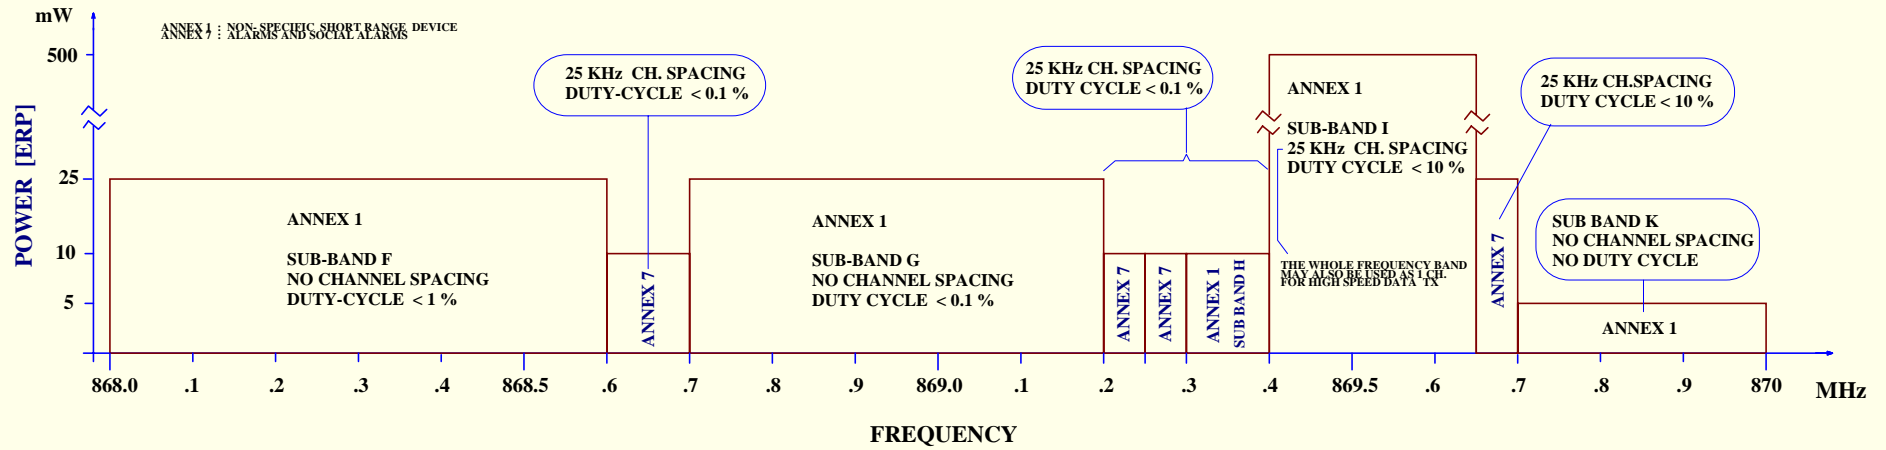 mW
ANNEX 1 : NON- SPECIFIC SHORT RANGE DEVICE
ANNEX 7 : ALARMS AND SOCIAL ALARMS
500
25
10
5
POWER [ERP]
25 KHz CH. SPACING
DUTY-CYCLE < 0.1 %
25 KHz CH. SPACING
DUTY CYCLE < 0.1 %
25 KHz CH.SPACING
DUTY CYCLE < 10 %
ANNEX 1
SUB-BAND F
NO CHANNEL SPACING
DUTY-CYCLE < 1 %
ANNEX 7
ANNEX 1
SUB-BAND G
NO CHANNEL SPACING
DUTY CYCLE < 0.1 %
ANNEX 7
ANNEX 7
ANNEX 1
SUB BAND H
ANNEX 1
SUB-BAND I
25 KHz CH. SPACING
DUTY CYCLE < 10 %
THE WHOLE FREQUENCY BAND
MAY ALSO BE USED AS 1 CH.
FOR HIGH SPEED DATA TX
ANNEX 7
SUB BAND K
NO CHANNEL SPACING
NO DUTY CYCLE
ANNEX 1
868.0 .1 .2 .3 .4 868.5 .6 .7 .8 .9 869.0 .1 .2 .3 .4 869.5 .6 .7 .8 .9 870 MHz
FREQUENCY